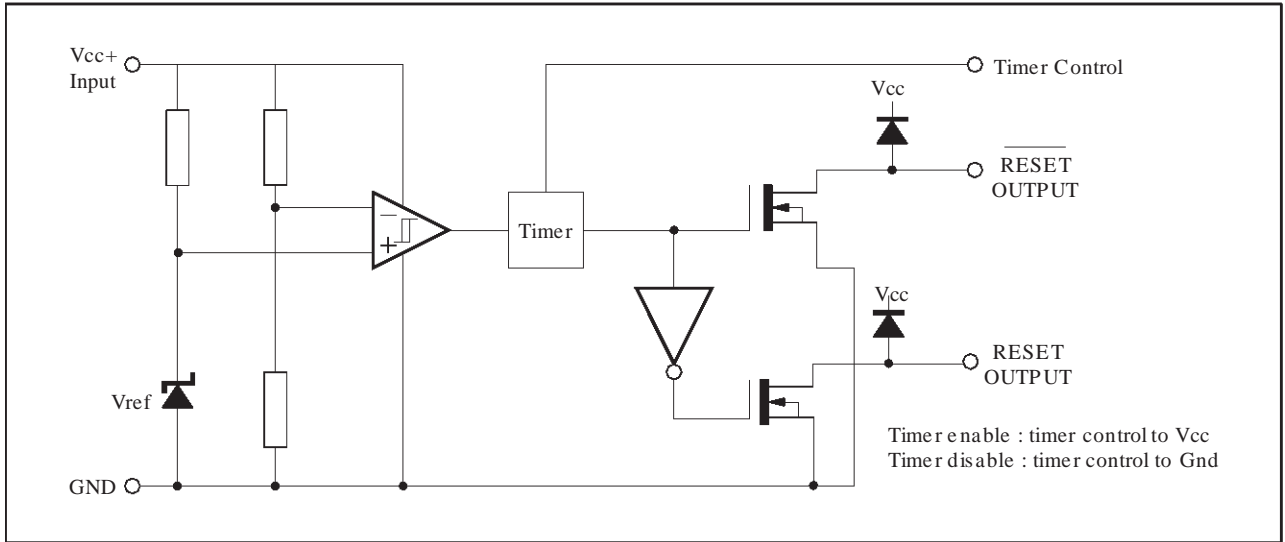 Vcc+
Input
Timer Control
Vcc
RESET
OUTPUT
−
+
Timer
Vcc
RESET
OUTPUT
Vref
Timer enable : timer control to Vcc
Timer disable : timer control to Gnd
GND